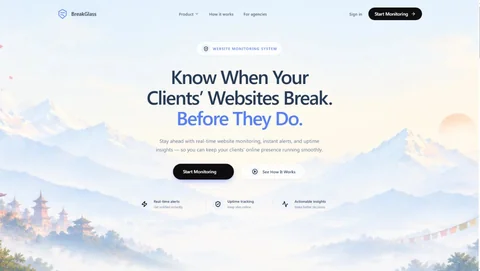 BreakGlass
Product
How it works
For agencies
Sign in
Start Monitoring →
WEBSITE MONITORING SYSTEM
Know When Your
Clients' Websites Break.
Before They Do.
Stay ahead with real-time website monitoring, instant alerts, and uptime
insights — so you can keep your clients' online presence running smoothly.
Start Monitoring
See How It Works
Real-time alerts
Get notified instantly
Uptime tracking
Actionable insights